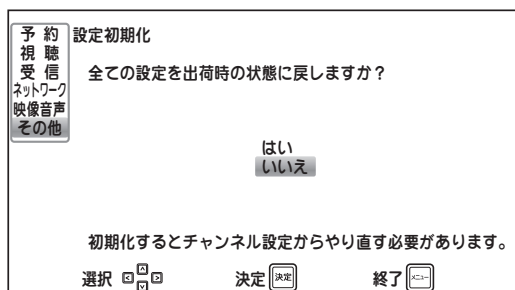 予 約
視 聴
受 信
ネットワーク
映像音声
その他
設定初期化
全ての設定を出荷時の状態に戻しますか？
はい
いいえ
初期化するとチャンネル設定からやり直す必要があります。
選択 決定 決定 終了 メニュー